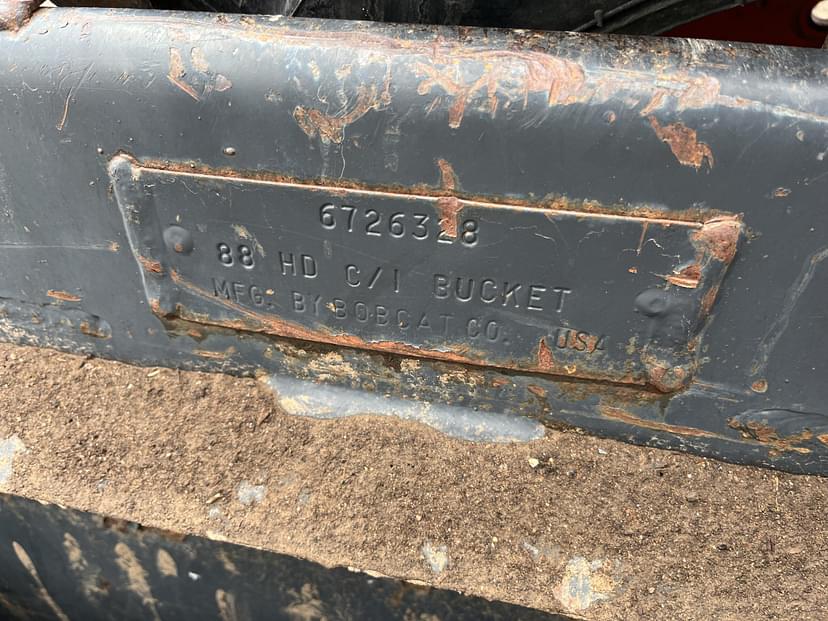 6726328
88 HD C/I BUCKET
MFG. BY BOBCAT CO. USA